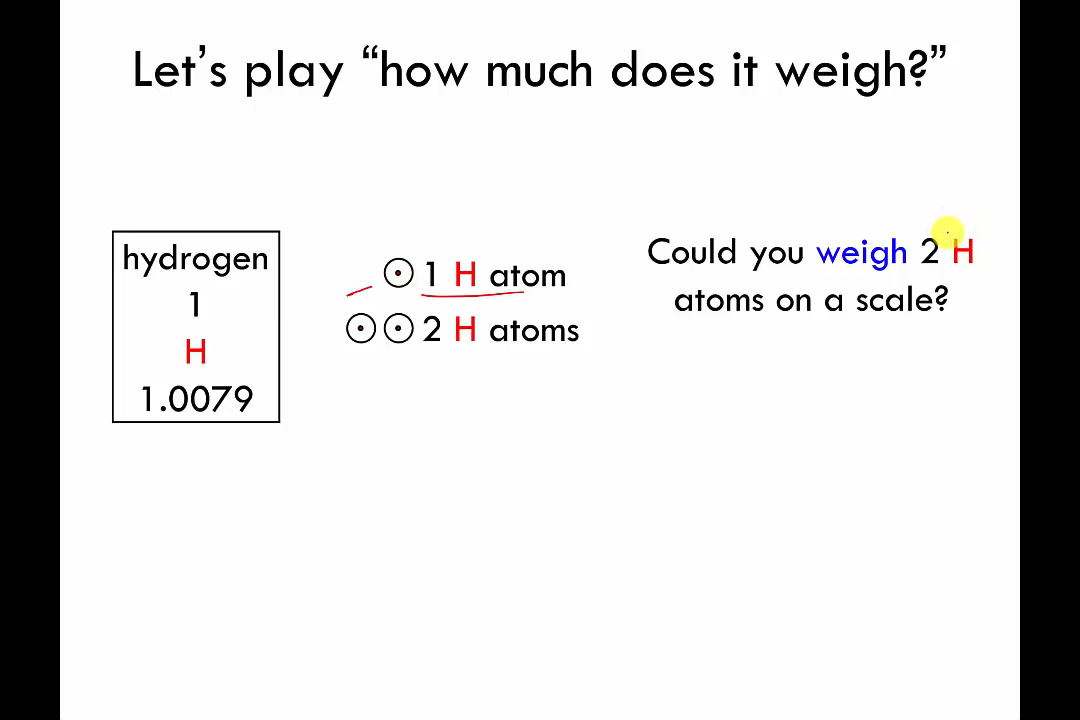 Let’s play “how much does it weigh?”
hydrogen
1
H
1.0079
1 H atom
2 H atoms
Could you weigh 2 H
atoms on a scale?